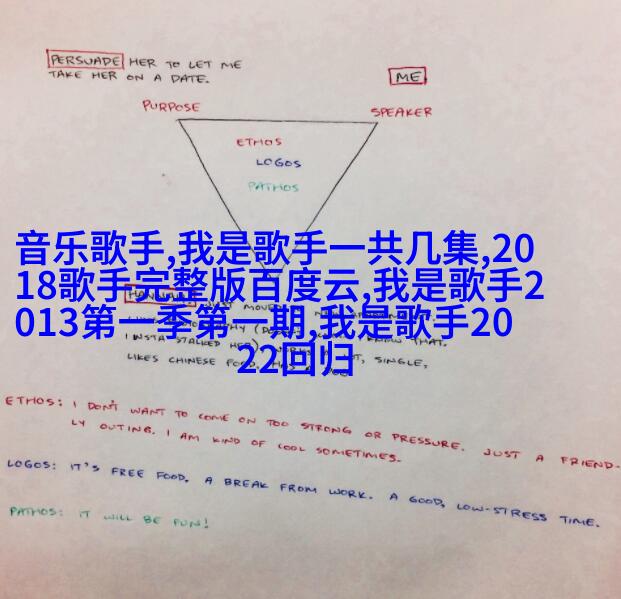 PERSUADE HER TO LET ME
TAKE HER ON A DATE.
ME
PURPOSE
SPEAKER
ETHOS
LOGOS
PATHOS
音乐歌手,我是歌手一共几集,20
18歌手完整版百度云,我是歌手2
013第一季第一期,我是歌手20
22回归
INSTA STALKED HER)
THAT.
LIKES CHINESE FOOD, SINGLE,
ETHOS: I DON'T WANT TO COME ON TOO STRONG OR PRESSURE. JUST A FRIEND-
LY OUTING. I AM KIND OF COOL SOMETIMES.
LOGOS: IT'S FREE FOOD, A BREAK FROM WORK. A GOOD, LOW-STRESS TIME.
PATHOS: IT WILL BE FUN!